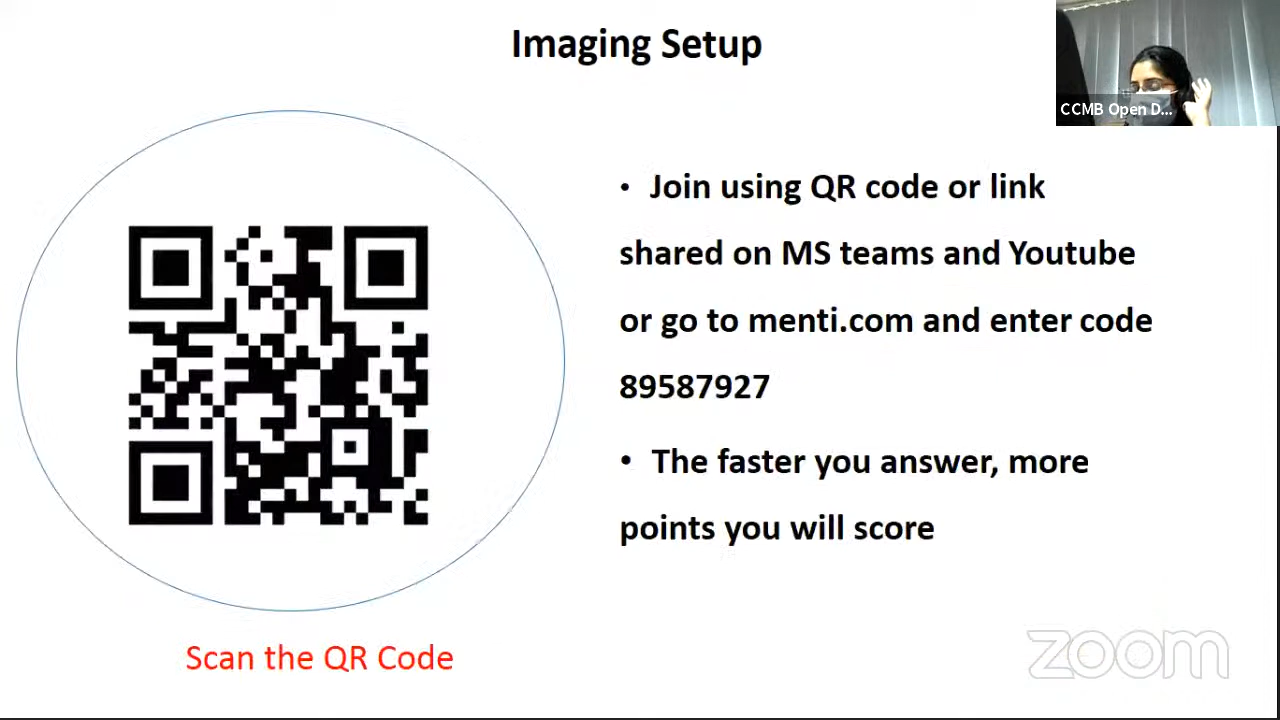 Imaging Setup
CCMB Open D...
• Join using QR code or link
shared on MS teams and Youtube
or go to menti.com and enter code
89587927
• The faster you answer, more
points you will score
Scan the QR Code
zoom